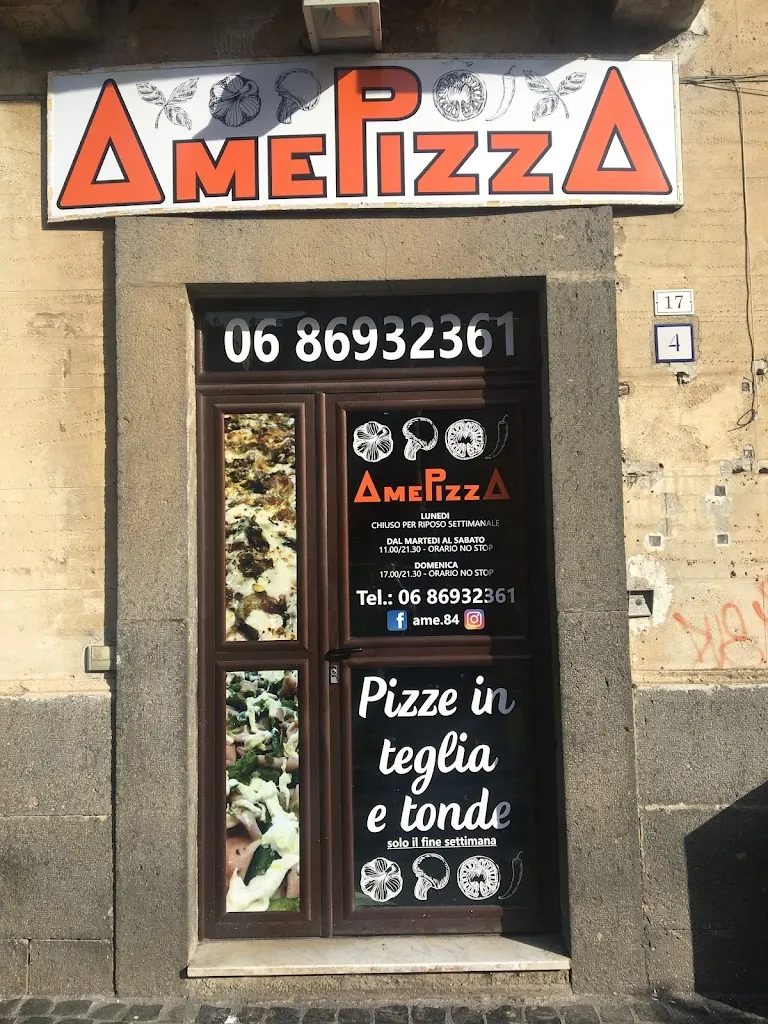 AMEPIZZA
17
4
06 86932361
AMEPIZZA
LUNEDI
CHIUSO PER RIPOSO SETTIMANALE
DAL MARTEDI AL SABATO
11.00/21.30 - ORARIO NO STOP
DOMENICA
17.00/21.30 - ORARIO NO STOP
Tel.: 06 86932361
f ame.84
Pizze in
teglia
e tonde
solo il fine settimana